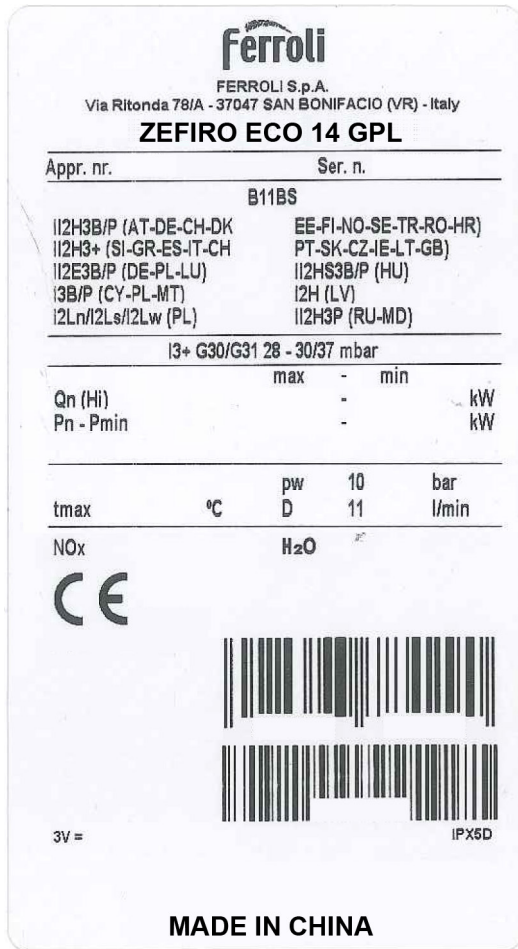 Ferroli
FERROLI S.p.A.
Via Ritonda 78/A - 37047 SAN BONIFACIO (VR) - Italy
ZEFIRO ECO 14 GPL
Appr. nr. Ser. n.
B11BS
II2H3B/P (AT-DE-CH-DK EE-FI-NO-SE-TR-RO-HR)
II2H3+ (SI-GR-ES-IT-CH PT-SK-CZ-IE-LT-GB)
II2E3B/P (DE-PL-LU) II2HS3B/P (HU)
I3B/P (CY-PL-MT) I2H (LV)
I2Ln/I2Ls/I2Lw (PL) II2H3P (RU-MD)
I3+ G30/G31 28 - 30/37 mbar
max - min
Qn (Hi) - kW
Pn - Pmin - kW
pw 10 bar
tmax ºC D 11 l/min
NOx H2O
CE
3V = IPX5D
MADE IN CHINA